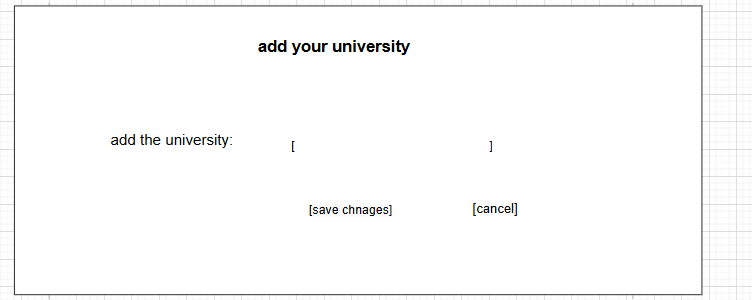 add your university
add the university: [ ]
[save chnages] [cancel]